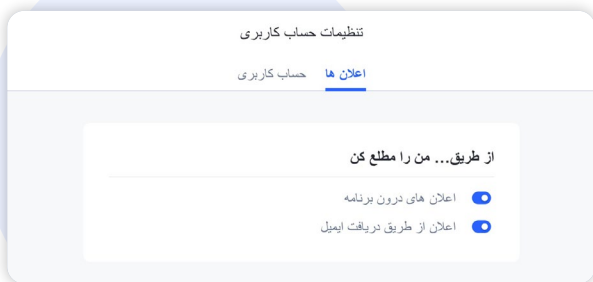 تنظیمات حساب کاربری
اعلان ها حساب کاربری
از طریق... من را مطلع کن
اعلان های درون برنامه
اعلان از طریق دریافت ایمیل